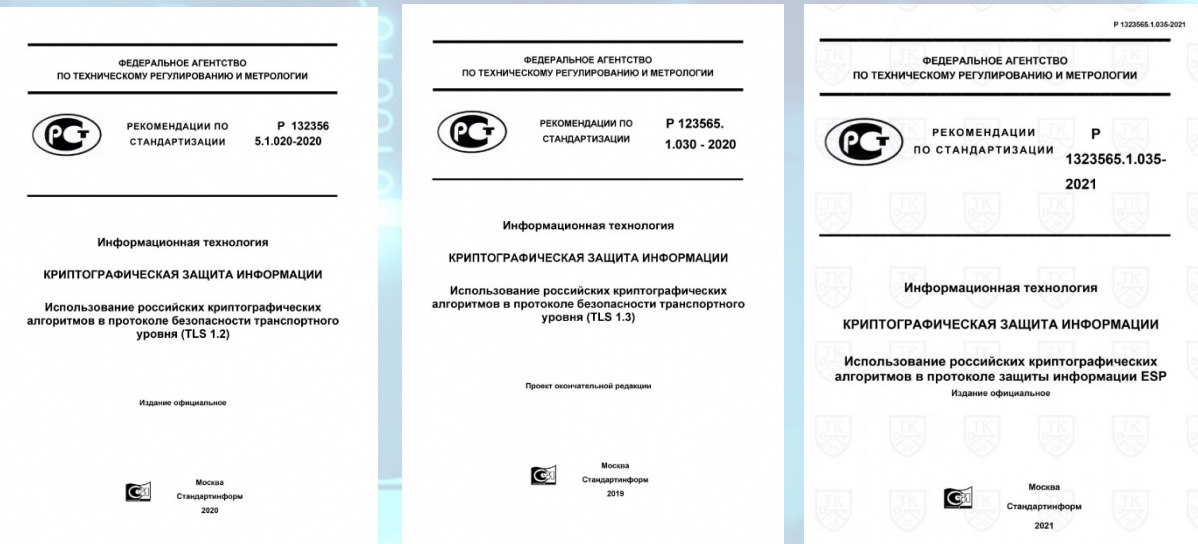 ФЕДЕРАЛЬНОЕ АГЕНТСТВО
ПО ТЕХНИЧЕСКОМУ РЕГУЛИРОВАНИЮ И МЕТРОЛОГИИ
РСТ
РЕКОМЕНДАЦИИ ПО
СТАНДАРТИЗАЦИИ
Р 132356
5.1.020-2020
Информационная технология
КРИПТОГРАФИЧЕСКАЯ ЗАЩИТА ИНФОРМАЦИИ
Использование российских криптографических
алгоритмов в протоколе безопасности транспортного
уровня (TLS 1.2)
Издание официальное
Москва
Стандартинформ
2020
ФЕДЕРАЛЬНОЕ АГЕНТСТВО
ПО ТЕХНИЧЕСКОМУ РЕГУЛИРОВАНИЮ И МЕТРОЛОГИИ
РСТ
РЕКОМЕНДАЦИИ ПО
СТАНДАРТИЗАЦИИ
Р 123565.
1.030 - 2020
Информационная технология
КРИПТОГРАФИЧЕСКАЯ ЗАЩИТА ИНФОРМАЦИИ
Использование российских криптографических
алгоритмов в протоколе безопасности транспортного
уровня (TLS 1.3)
Проект окончательной редакции
Москва
Стандартинформ
2019
Р 1323565.1.035-2021
ФЕДЕРАЛЬНОЕ АГЕНТСТВО
ПО ТЕХНИЧЕСКОМУ РЕГУЛИРОВАНИЮ И МЕТРОЛОГИИ
РСТ
РЕКОМЕНДАЦИИ
ПО СТАНДАРТИЗАЦИИ
Р
1323565.1.035-
2021
Информационная технология
КРИПТОГРАФИЧЕСКАЯ ЗАЩИТА ИНФОРМАЦИИ
Использование российских криптографических
алгоритмов в протоколе защиты информации ESP
Издание официальное
Москва
Стандартинформ
2021